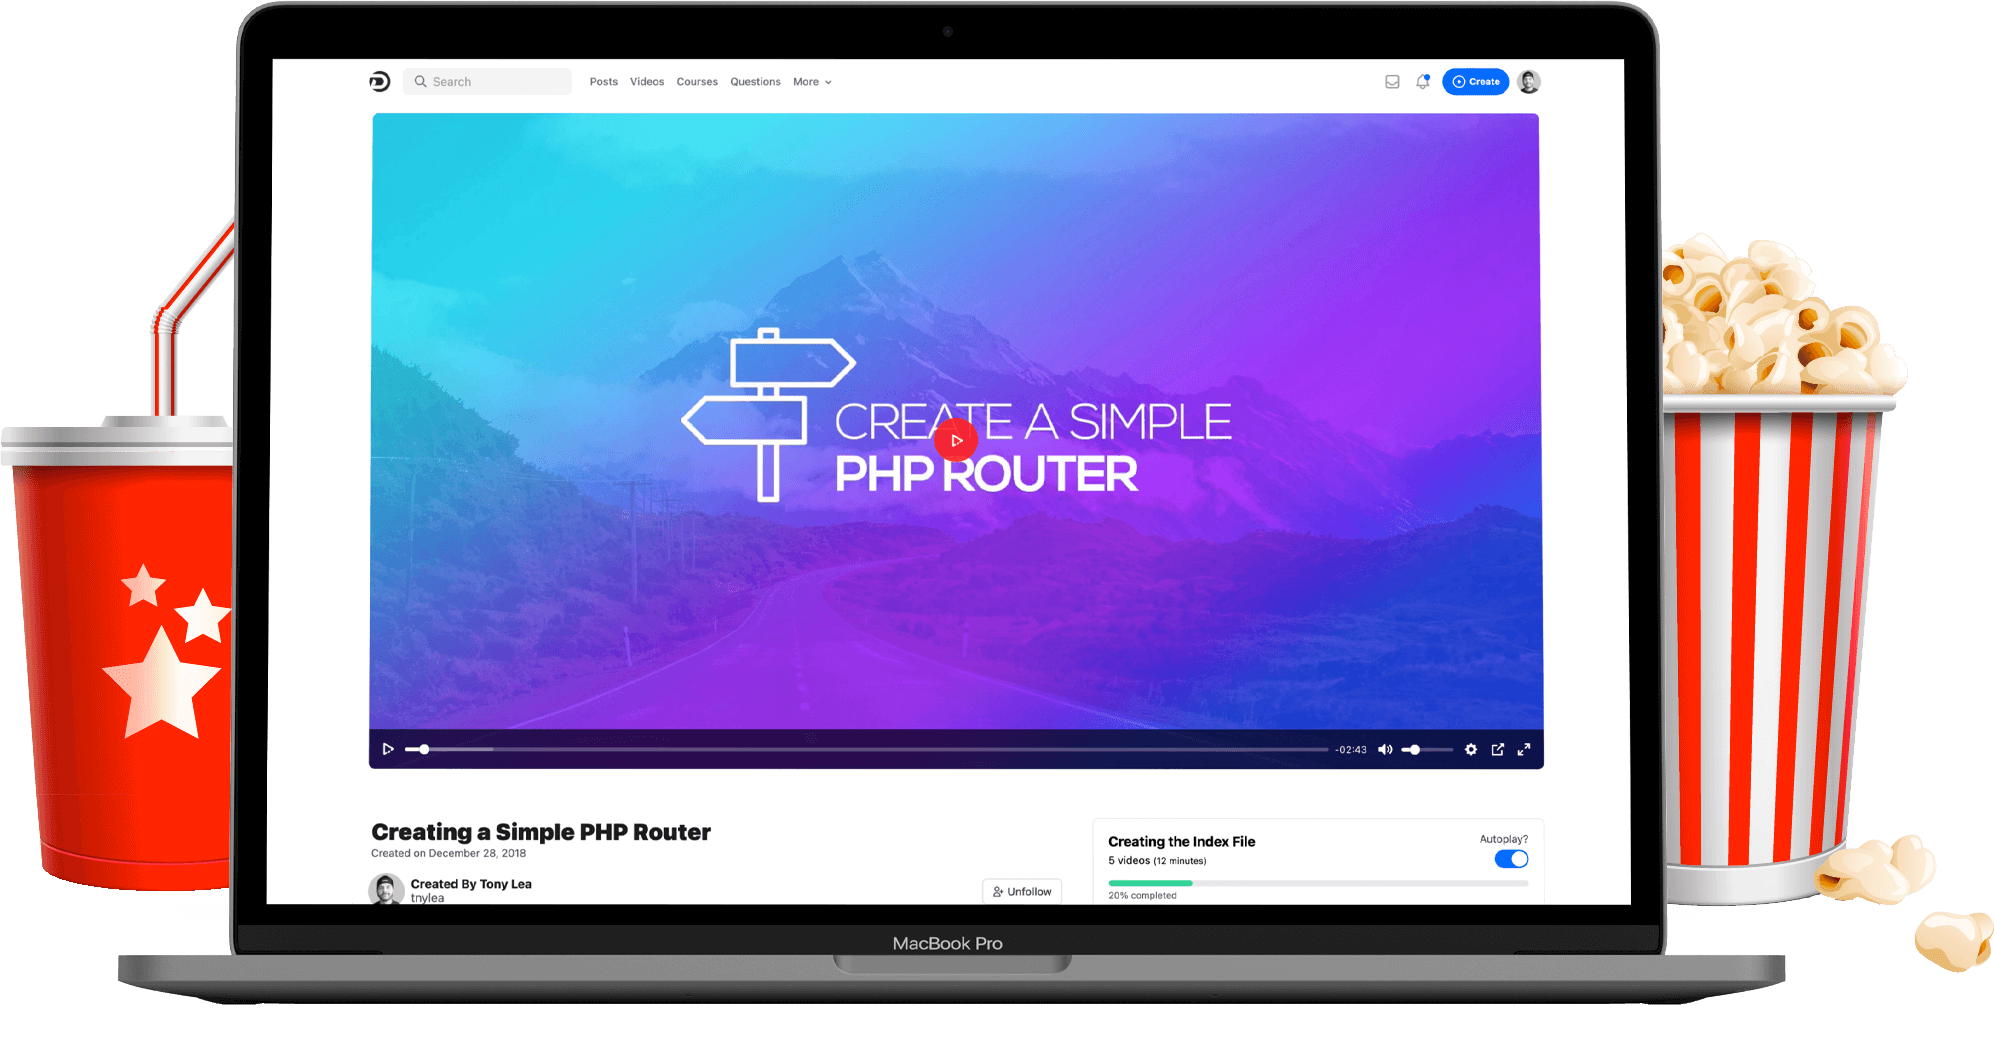 Search
Posts Videos Courses Questions More
Create
CREATE A SIMPLE
PHP ROUTER
-02:43
Creating a Simple PHP Router
Created on December 28, 2018
Created By Tony Lea
tnylea
Unfollow
Creating the Index File
5 videos (12 minutes)
Autoplay?
20% completed
MacBook Pro